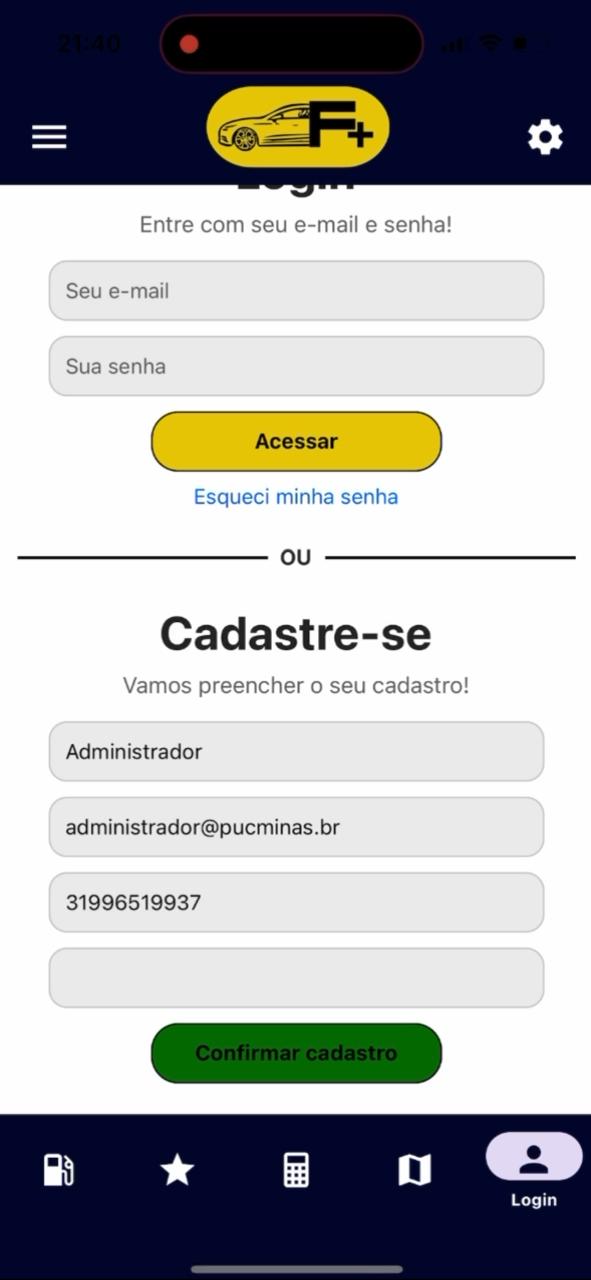 21:40
F+
Login
Entre com seu e-mail e senha!
Seu e-mail
Sua senha
Acessar
Esqueci minha senha
OU
Cadastre-se
Vamos preencher o seu cadastro!
Administrador
administrador@pucminas.br
31996519937
Confirmar cadastro
Login